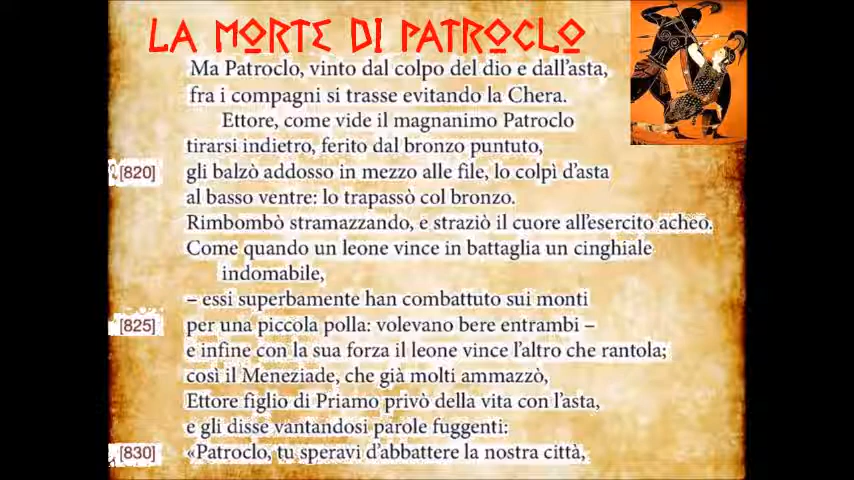 LA MORTE DI PATROCLO
Ma Patroclo, vinto dal colpo del dio e dall'asta,
fra i compagni si trasse evitando la Chera.
Ettore, come vide il magnanimo Patroclo
tirarsi indietro, ferito dal bronzo puntuto,
[820] gli balzò addosso in mezzo alle file, lo colpì d'asta
al basso ventre: lo trapassò col bronzo.
Rimbombò stramazzando, e straziò il cuore all'esercito acheo.
Come quando un leone vince in battaglia un cinghiale
indomabile,
– essi superbamente han combattuto sui monti
[825] per una piccola polla: volevano bere entrambi –
e infine con la sua forza il leone vince l'altro che rantola;
così il Meneziade, che già molti ammazzò,
Ettore figlio di Priamo privò della vita con l'asta,
e gli disse vantandosi parole fuggenti:
[830] «Patroclo, tu speravi d'abbattere la nostra città,